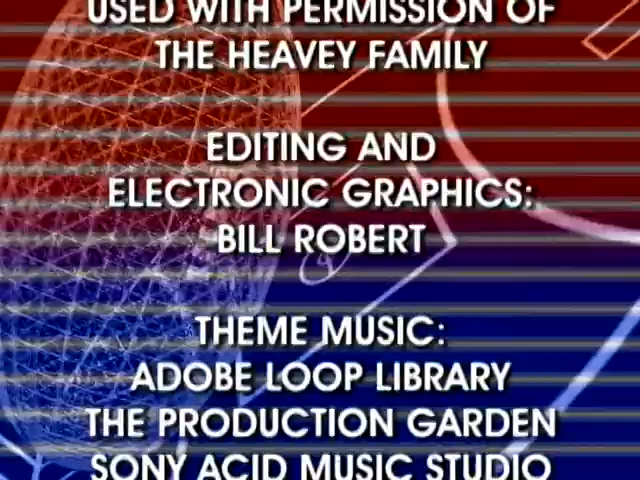 USED WITH PERMISSION OF
THE HEAVEY FAMILY
EDITING AND
ELECTRONIC GRAPHICS:
BILL ROBERT
THEME MUSIC:
ADOBE LOOP LIBRARY
THE PRODUCTION GARDEN
SONY ACID MUSIC STUDIO